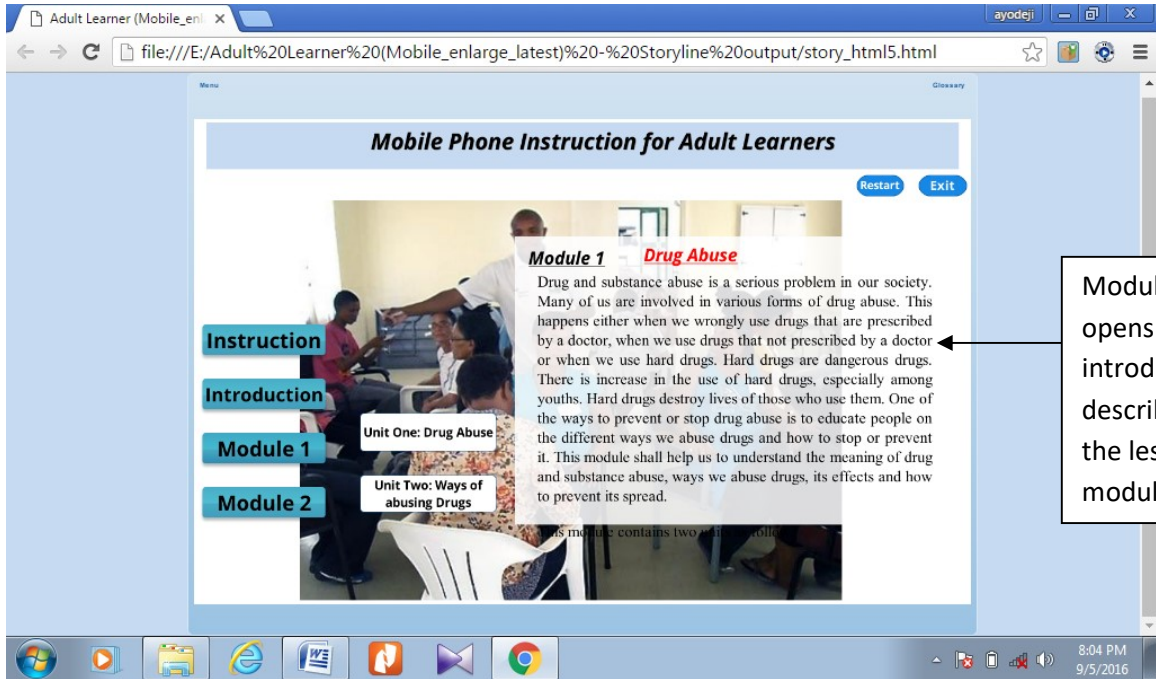 Adult Learner (Mobile_enl
ayodeji
file:///E:/Adult%20Learner%20(Mobile_enlarge_latest)%20-%20Storyline%20output/story_html5.html
Menu
Glossary
Mobile Phone Instruction for Adult Learners
Restart
Exit
Module 1 Drug Abuse
Drug and substance abuse is a serious problem in our society.
Many of us are involved in various forms of drug abuse. This
happens either when we wrongly use drugs that are prescribed
by a doctor, when we use drugs that not prescribed by a doctor
or when we use hard drugs. Hard drugs are dangerous drugs.
There is increase in the use of hard drugs, especially among
youths. Hard drugs destroy lives of those who use them. One of
the ways to prevent or stop drug abuse is to educate people on
the different ways we abuse drugs and how to stop or prevent
it. This module shall help us to understand the meaning of drug
and substance abuse, ways we abuse drugs, its effects and how
to prevent its spread.
module contains two
Instruction
Introduction
Module 1
Module 2
Unit One: Drug Abuse
Unit Two: Ways of
abusing Drugs
Modul
opens
introd
descri
the les
modul
8:04 PM
9/5/2016